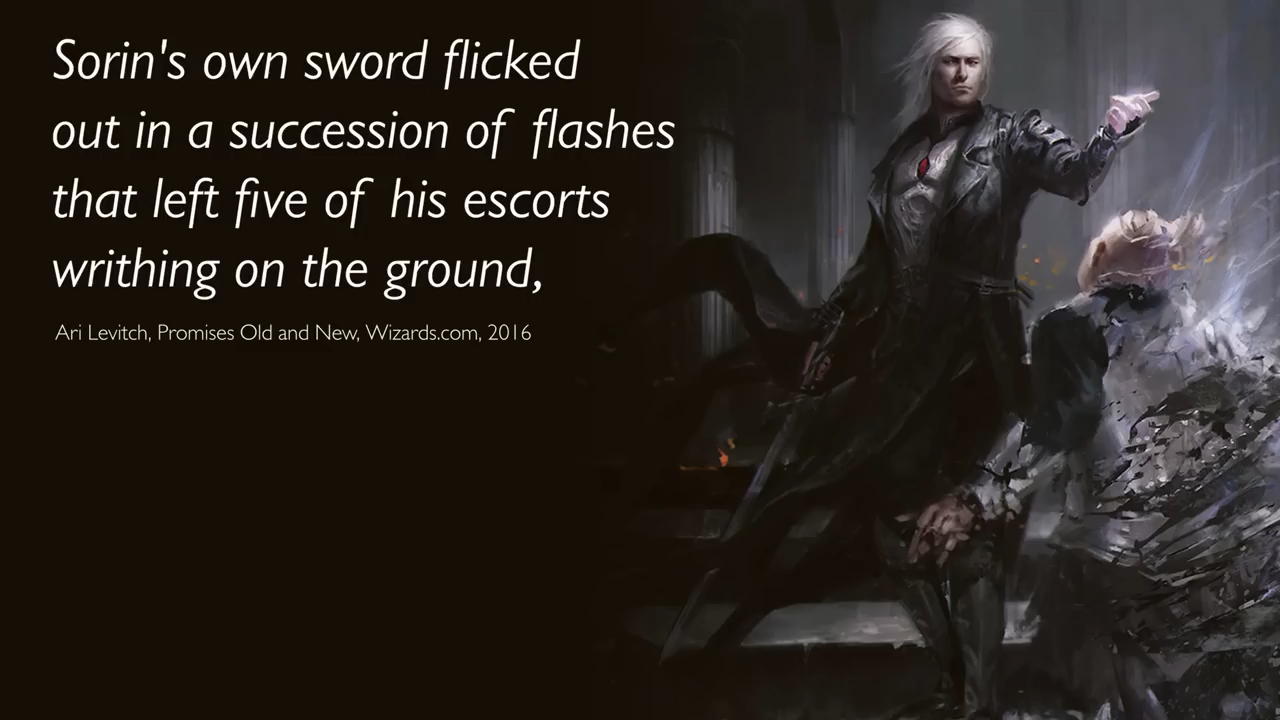 Sorin's own sword flicked
out in a succession of flashes
that left five of his escorts
writhing on the ground,
Ari Levitch, Promises Old and New, Wizards.com, 2016